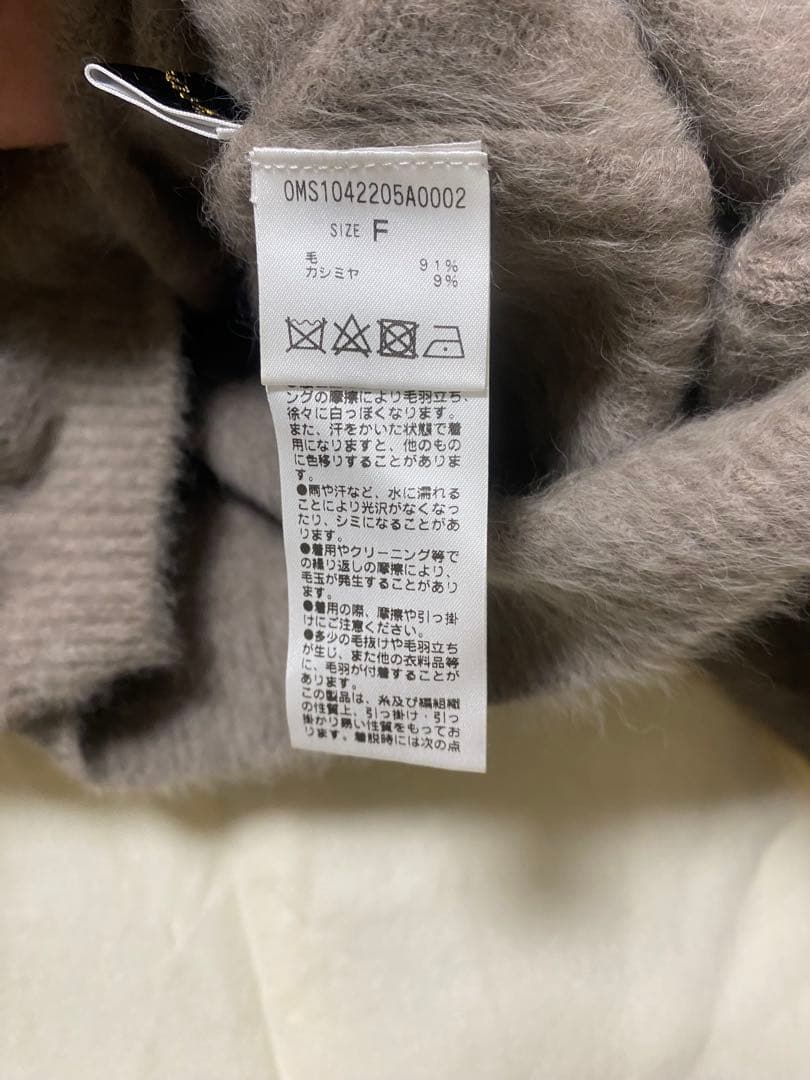 OMS1042205A0002
SIZE F
毛 91%
カシミヤ 9%
ングの摩擦により毛羽立ち、
徐々に白っぽくなります。
また、汗をかいた状態で着
用になりますと、他のもの
に色移りすることがありま
す。
●雨や汗など、水に濡れる
ことにより光沢がなくなっ
たり、シミになることがあ
ります。
●着用やクリーニング等で
の繰り返しの摩擦により、
毛玉が発生することがあり
ます。
●着用の際、摩擦や引っ掛
けにご注意ください。
●多少の毛抜けや毛羽立ち
が生じ、また他の衣料品等
に、毛羽が付着することが
あります。
この製品は、糸及び編組織
の性質上、引っ掛け・引っ
掛かり易い性質をもってお
ります。着脱時には次の点